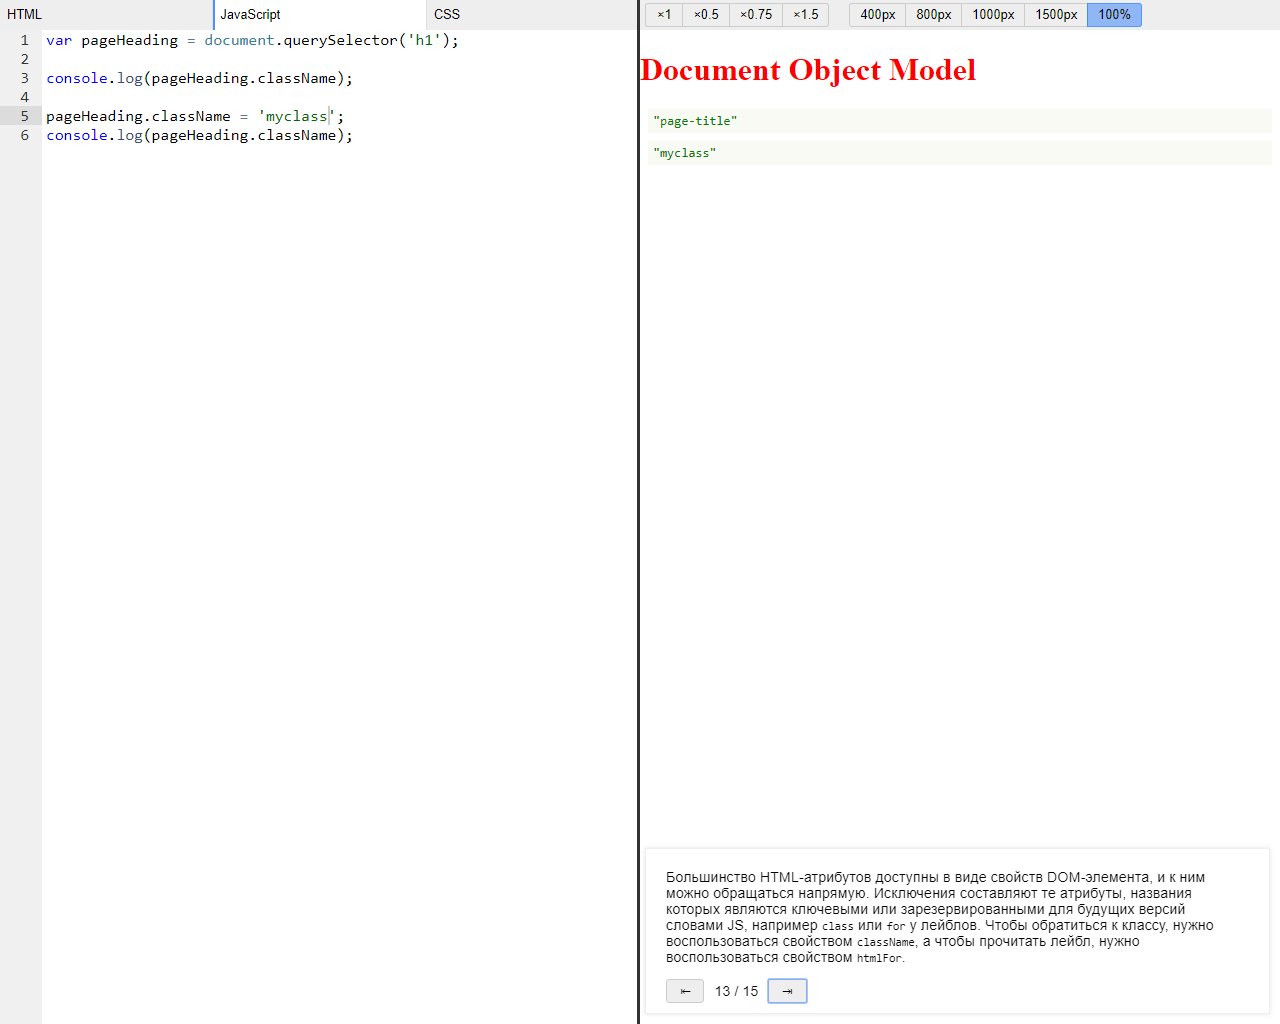 HTML
JavaScript
CSS
1 var pageHeading = document.querySelector('h1');
2
3 console.log(pageHeading.className);
4
5 pageHeading.className = 'myclass';
6 console.log(pageHeading.className);
×1 ×0.5 ×0.75 ×1.5 400px 800px 1000px 1500px 100%
Document Object Model
"page-title"
"myclass"
Большинство HTML-атрибутов доступны в виде свойств DOM-элемента, и к ним
можно обращаться напрямую. Исключения составляют те атрибуты, названия
которых являются ключевыми или зарезервированными для будущих версий
словами JS, например class или for у лейблов. Чтобы обратиться к классу, нужно
воспользоваться свойством className, а чтобы прочитать лейбл, нужно
воспользоваться свойством htmlFor.
⇤ 13 / 15 ⇥